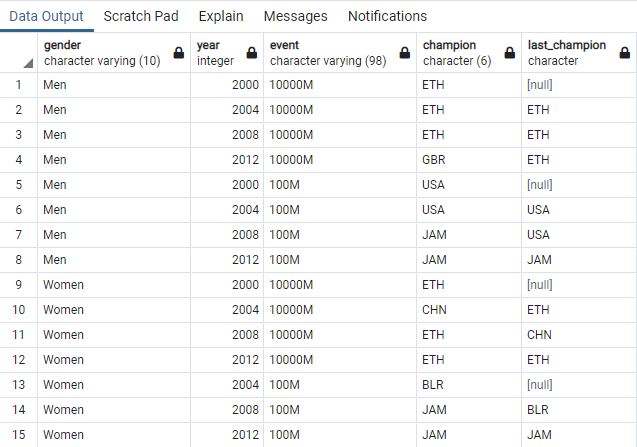 Data Output Scratch Pad Explain Messages Notifications
gender year event champion last_champion
character varying (10) integer character varying (98) character (6) character
1 Men 2000 10000M ETH [null]
2 Men 2004 10000M ETH ETH
3 Men 2008 10000M ETH ETH
4 Men 2012 10000M GBR ETH
5 Men 2000 100M USA [null]
6 Men 2004 100M USA USA
7 Men 2008 100M JAM USA
8 Men 2012 100M JAM JAM
9 Women 2000 10000M ETH [null]
10 Women 2004 10000M CHN ETH
11 Women 2008 10000M ETH CHN
12 Women 2012 10000M ETH ETH
13 Women 2004 100M BLR [null]
14 Women 2008 100M JAM BLR
15 Women 2012 100M JAM JAM